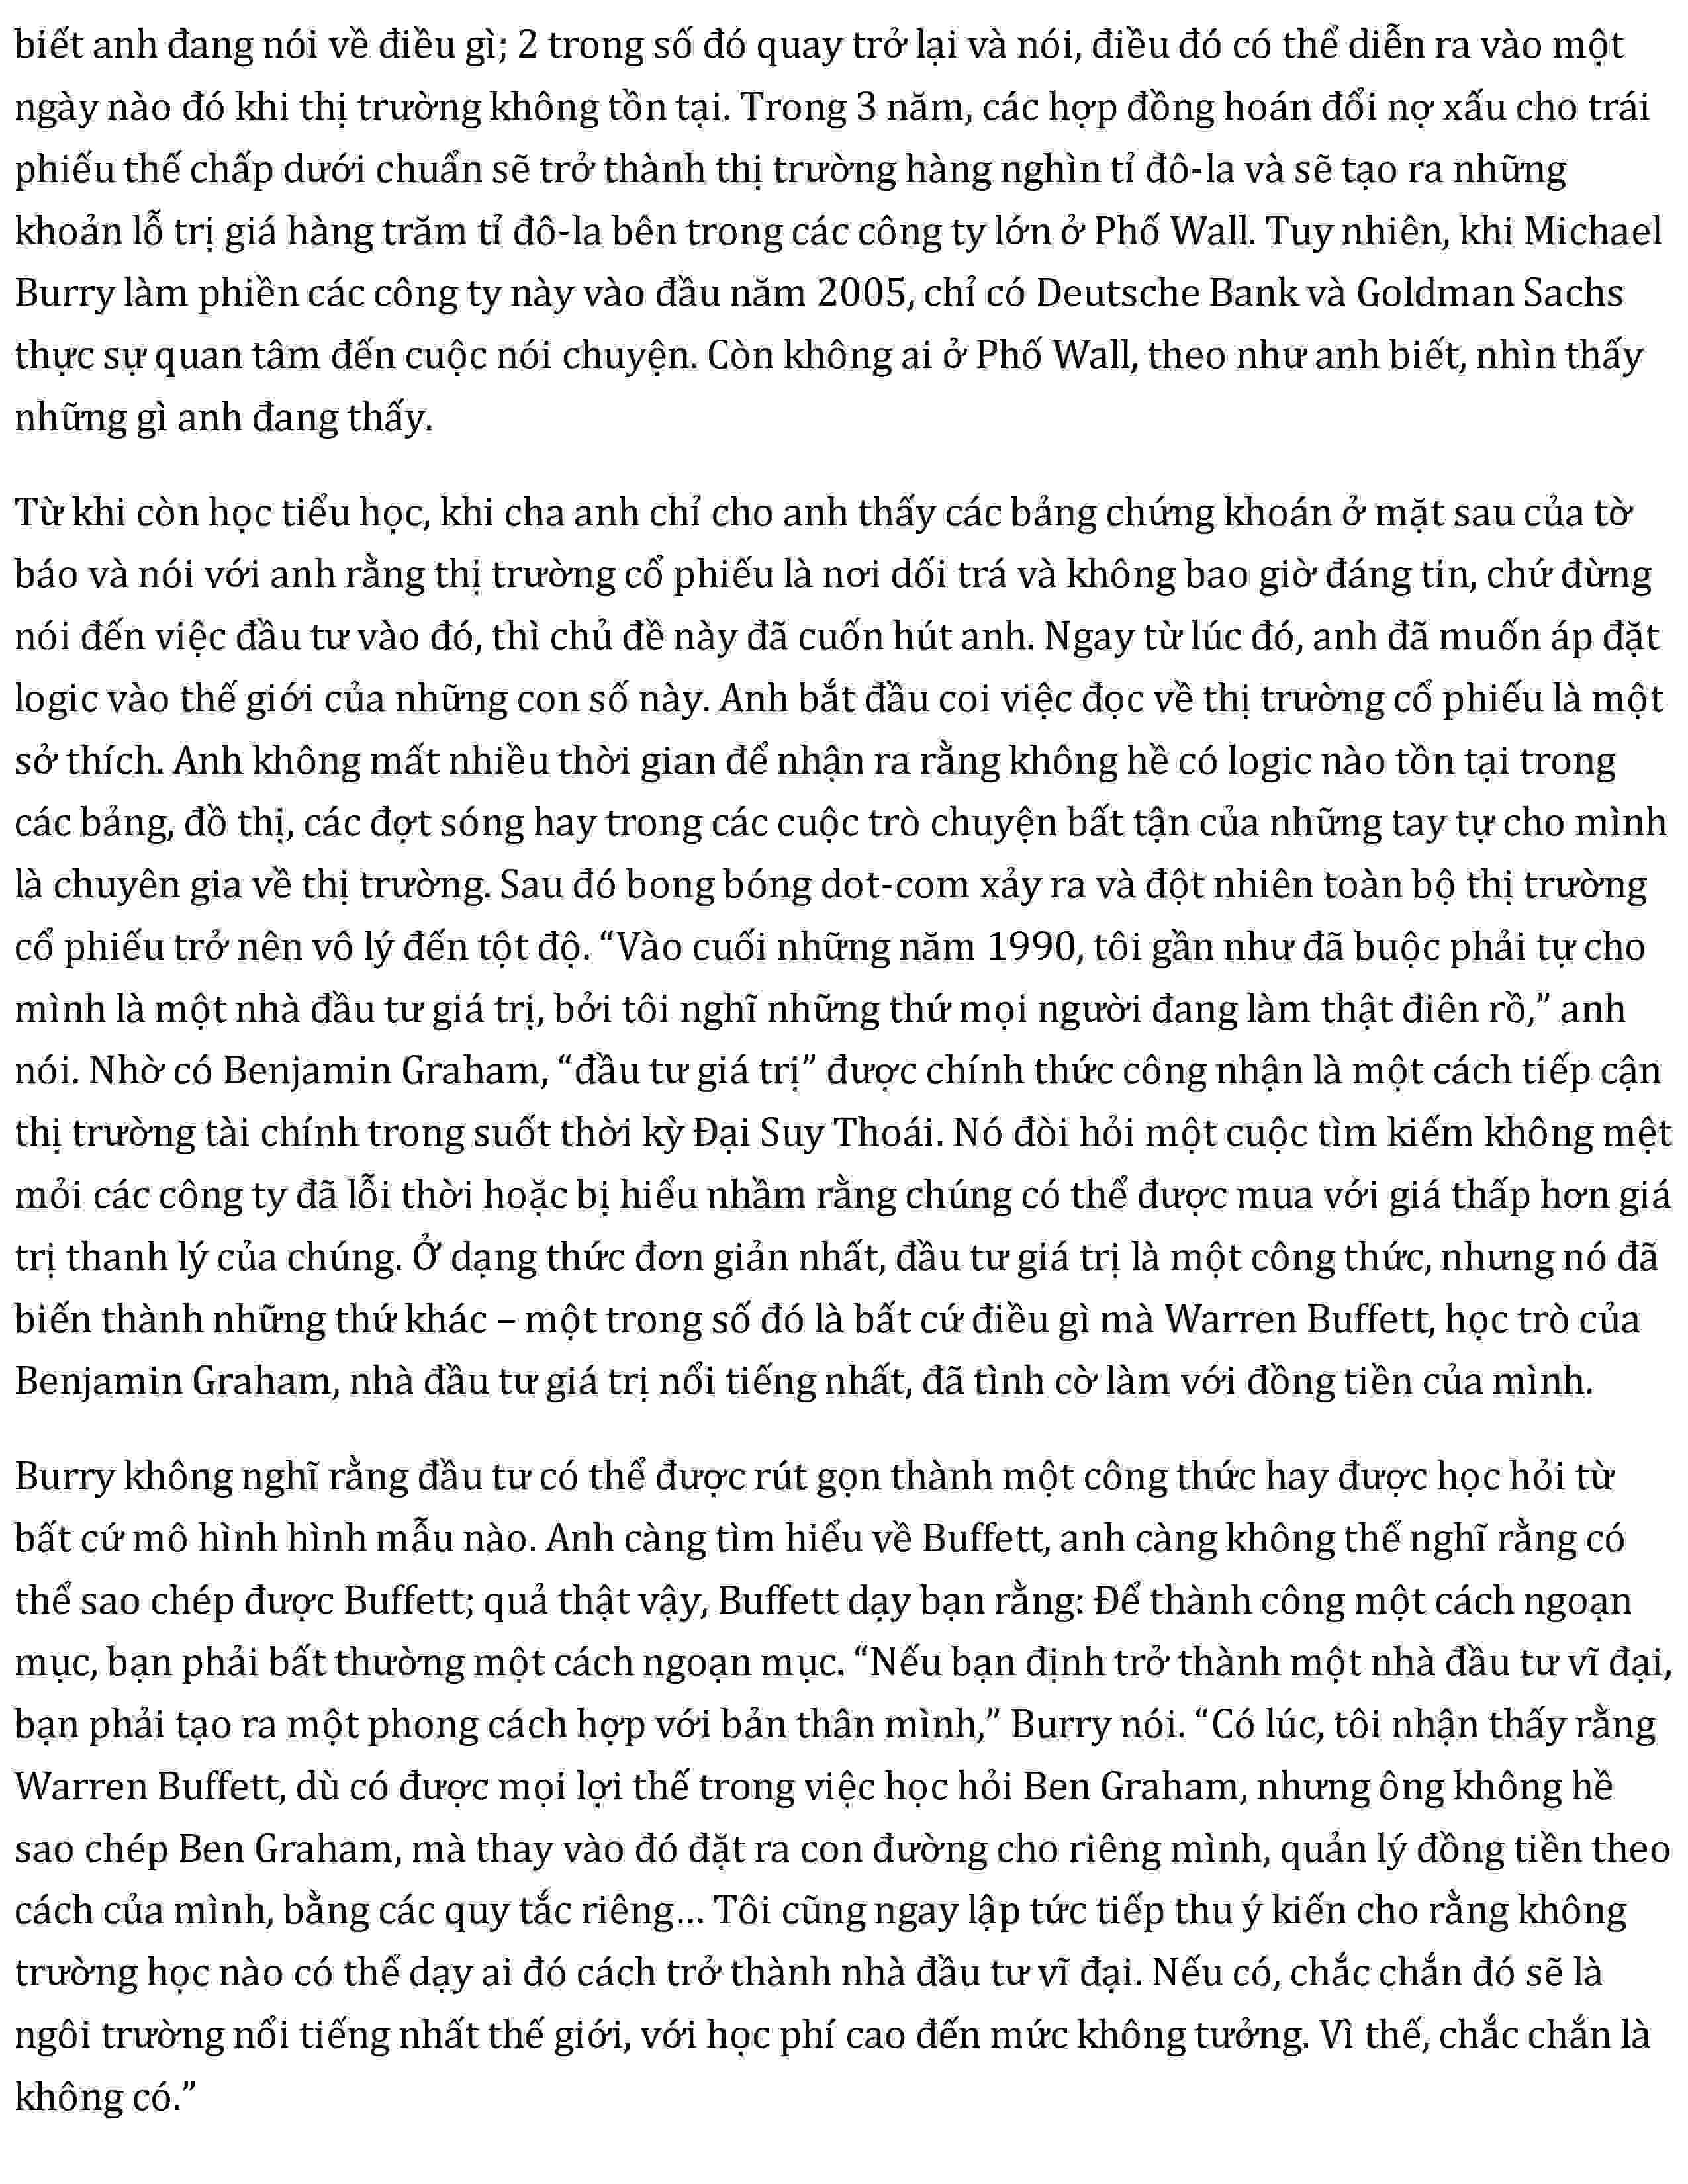 biết anh đang nói về điều gì; 2 trong số đó quay trở lại và nói, điều đó có thể diễn ra vào một
ngày nào đó khi thị trường không tồn tại. Trong 3 năm, các hợp đồng hoán đổi nợ xấu cho trái
phiếu thế chấp dưới chuẩn sẽ trở thành thị trường hàng nghìn tỉ đô-la và sẽ tạo ra những
khoản lỗ trị giá hàng trăm tỉ đô-la bên trong các công ty lớn ở Phố Wall. Tuy nhiên, khi Michael
Burry làm phiền các công ty này vào đầu năm 2005, chỉ có Deutsche Bank và Goldman Sachs
thực sự quan tâm đến cuộc nói chuyện. Còn không ai ở Phố Wall, theo như anh biết, nhìn thấy
những gì anh đang thấy.
Từ khi còn học tiểu học, khi cha anh chỉ cho anh thấy các bảng chứng khoán ở mặt sau của tờ
báo và nói với anh rằng thị trường cổ phiếu là nơi dối trá và không bao giờ đáng tin, chứ đừng
nói đến việc đầu tư vào đó, thì chủ đề này đã cuốn hút anh. Ngay từ lúc đó, anh đã muốn áp đặt
logic vào thế giới của những con số này. Anh bắt đầu coi việc đọc về thị trường cổ phiếu là một
sở thích. Anh không mất nhiều thời gian để nhận ra rằng không hề có logic nào tồn tại trong
các bảng, đồ thị, các đợt sóng hay trong các cuộc trò chuyện bất tận của những tay tự cho mình
là chuyên gia về thị trường. Sau đó bong bóng dot-com xảy ra và đột nhiên toàn bộ thị trường
cổ phiếu trở nên vô lý đến tột độ. “Vào cuối những năm 1990, tôi gần như đã buộc phải tự cho
mình là một nhà đầu tư giá trị, bởi tôi nghĩ những thứ mọi người đang làm thật điên rồ,” anh
nói. Nhờ có Benjamin Graham, “đầu tư giá trị” được chính thức công nhận là một cách tiếp cận
thị trường tài chính trong suốt thời kỳ Đại Suy Thoái. Nó đòi hỏi một cuộc tìm kiếm không mệt
mỏi các công ty đã lỗi thời hoặc bị hiểu nhầm rằng chúng có thể được mua với giá thấp hơn giá
trị thanh lý của chúng. Ở dạng thức đơn giản nhất, đầu tư giá trị là một công thức, nhưng nó đã
biến thành những thứ khác – một trong số đó là bất cứ điều gì mà Warren Buffett, học trò của
Benjamin Graham, nhà đầu tư giá trị nổi tiếng nhất, đã tình cờ làm với đồng tiền của mình.
Burry không nghĩ rằng đầu tư có thể được rút gọn thành một công thức hay được học hỏi từ
bất cứ mô hình hình mẫu nào. Anh càng tìm hiểu về Buffett, anh càng không thể nghĩ rằng có
thể sao chép được Buffett; quả thật vậy, Buffett dạy bạn rằng: Để thành công một cách ngoạn
mục, bạn phải bất thường một cách ngoạn mục. “Nếu bạn định trở thành một nhà đầu tư vĩ đại,
bạn phải tạo ra một phong cách hợp với bản thân mình,” Burry nói. “Có lúc, tôi nhận thấy rằng
Warren Buffett, dù có được mọi lợi thế trong việc học hỏi Ben Graham, nhưng ông không hề
sao chép Ben Graham, mà thay vào đó đặt ra con đường cho riêng mình, quản lý đồng tiền theo
cách của mình, bằng các quy tắc riêng... Tôi cũng ngay lập tức tiếp thu ý kiến cho rằng không
trường học nào có thể dạy ai đó cách trở thành nhà đầu tư vĩ đại. Nếu có, chắc chắn đó sẽ là
ngôi trường nổi tiếng nhất thế giới, với học phí cao đến mức không tưởng. Vì thế, chắc chắn là
không có.”